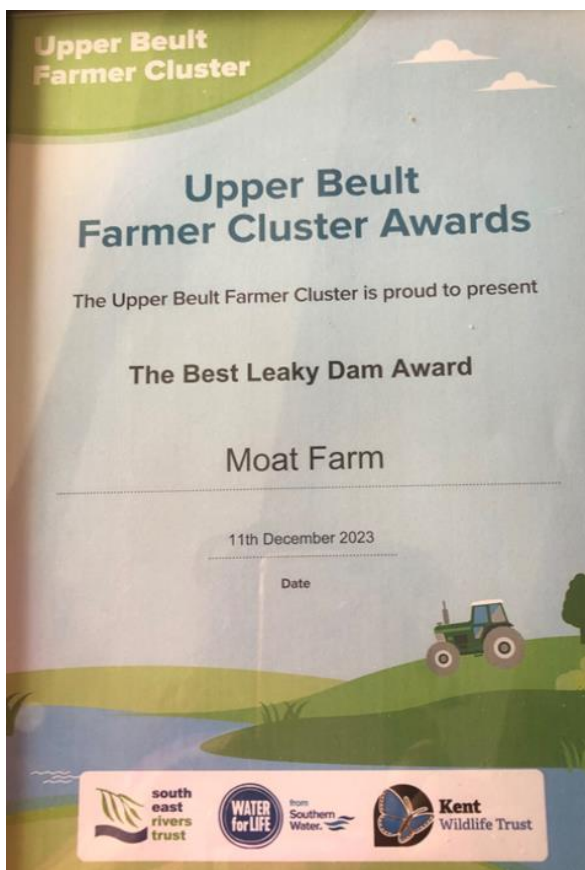 Upper Beult
Farmer Cluster
Upper Beult
Farmer Cluster Awards
The Upper Beult Farmer Cluster is proud to present
The Best Leaky Dam Award
Moat Farm
11th December 2023
Date
south
east
rivers
trust
WATER
for LIFE
from
Southern
Water.
Kent
Wildlife Trust